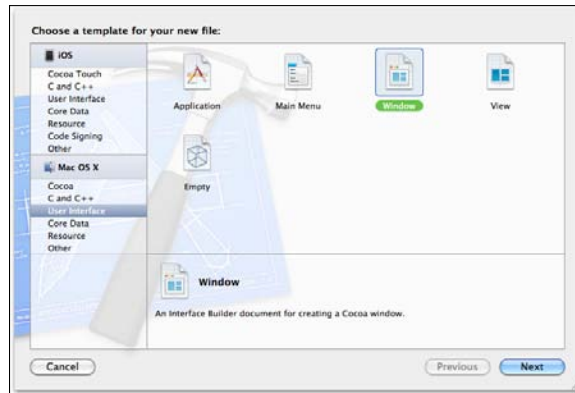 Choose a template for your new file:
iOS
Cocoa Touch
C and C++
User Interface
Core Data
Resource
Code Signing
Other
Mac OS X
Cocoa
C and C++
User Interface
Core Data
Resource
Other
Application
Main Menu
Window
View
Empty
Window
An Interface Builder document for creating a Cocoa window.
Cancel
Previous
Next